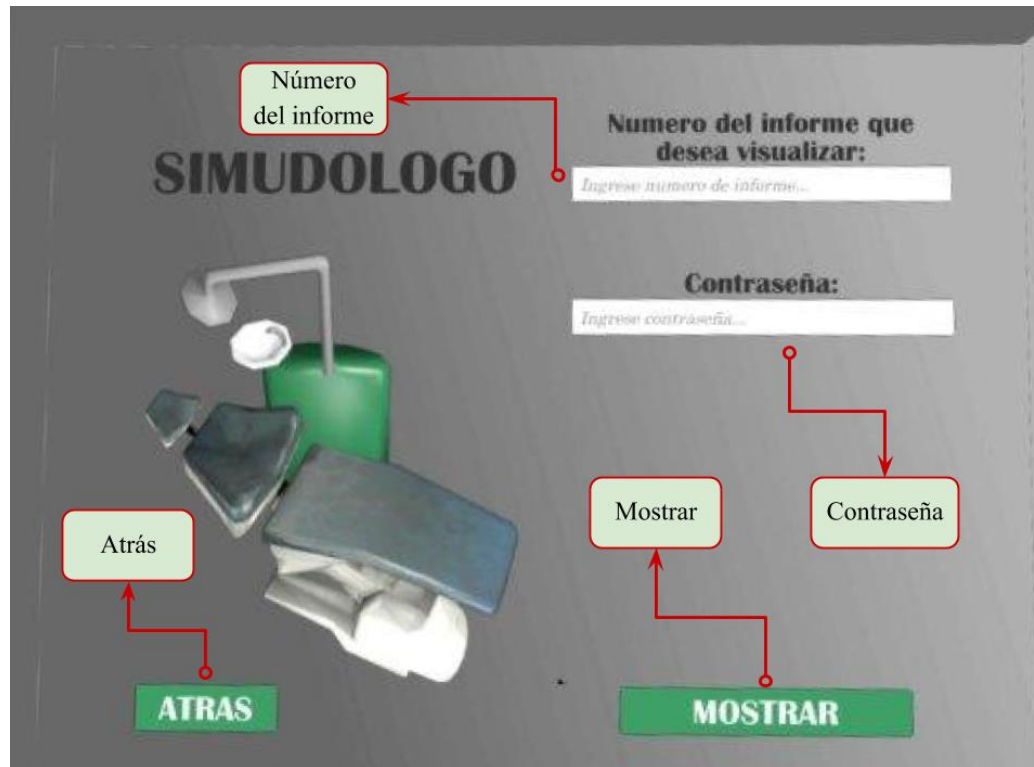 Número
del informe
SIMUDOLOGO
Numero del informe que
desea visualizar:
Ingrese numero de informe...
Contraseña:
Ingrese contraseña...
Atrás
Mostrar
Contraseña
ATRAS
MOSTRAR